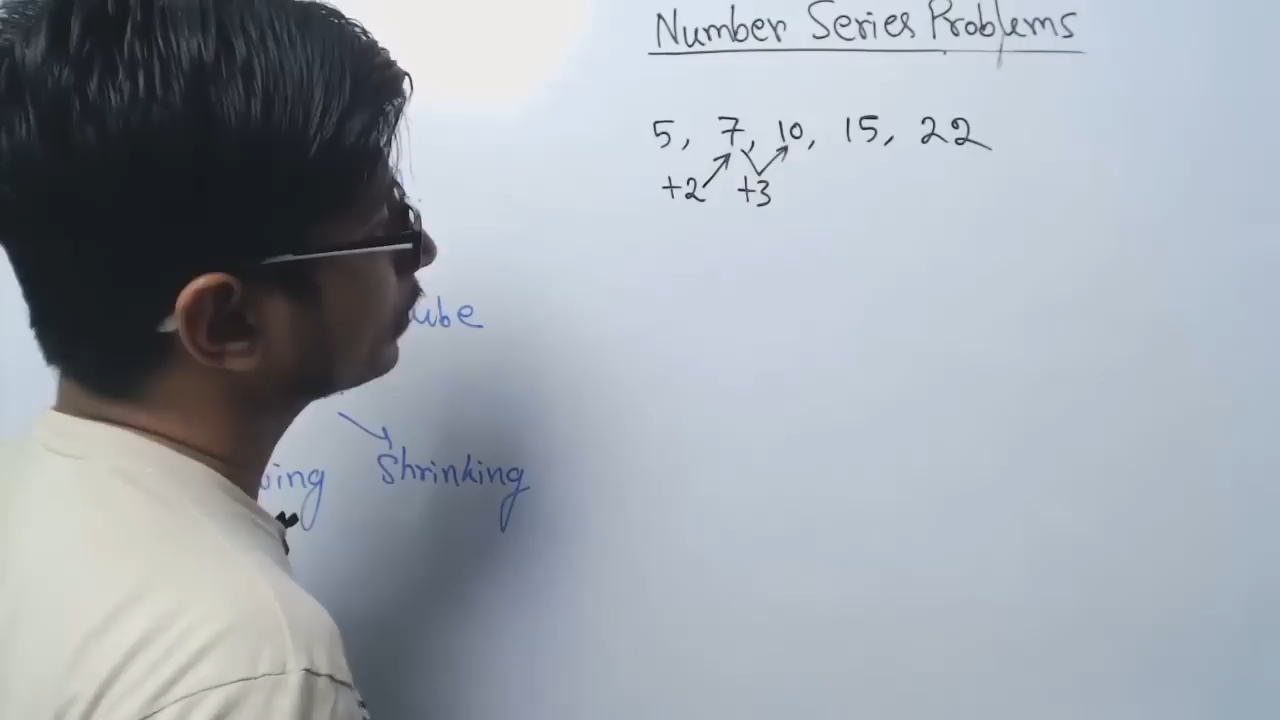 Number Series Problems
5, 7, 10, 15, 22
+2 +3
Shrinking